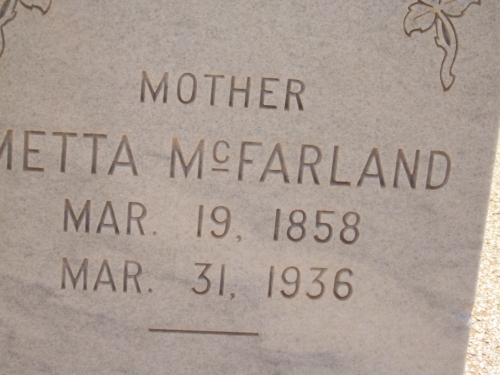 MOTHER
METTA McFARLAND
MAR. 19, 1858
MAR. 31, 1936